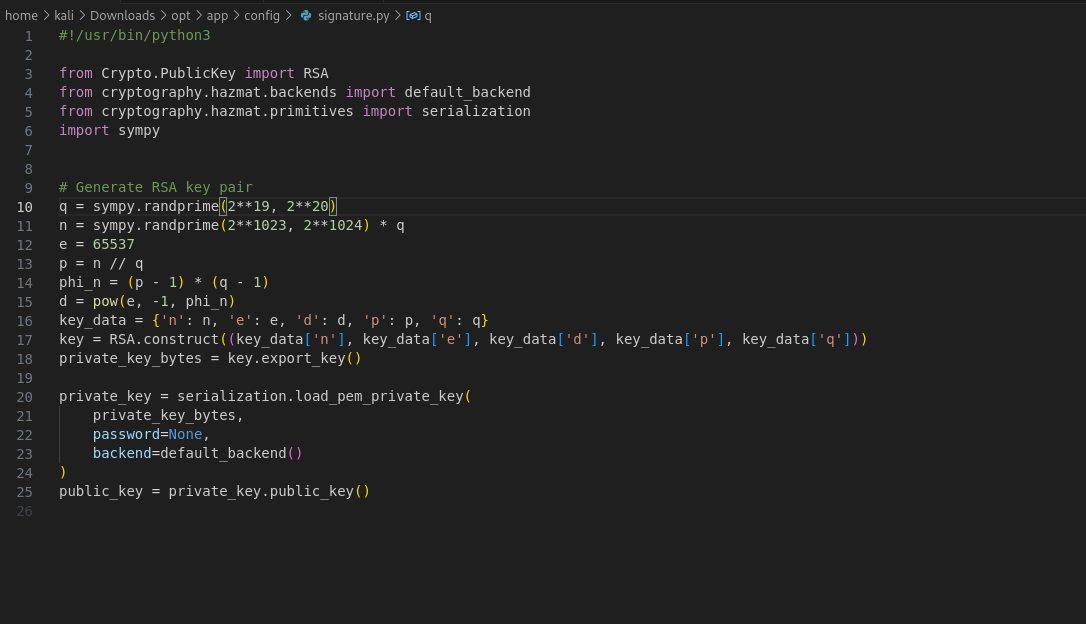 home > kali > Downloads > opt > app > config > signature.py > q
1 #!/usr/bin/python3
2
3 from Crypto.PublicKey import RSA
4 from cryptography.hazmat.backends import default_backend
5 from cryptography.hazmat.primitives import serialization
6 import sympy
7
8
9 # Generate RSA key pair
10 q = sympy.randprime(2**19, 2**20)
11 n = sympy.randprime(2**1023, 2**1024) * q
12 e = 65537
13 p = n // q
14 phi_n = (p - 1) * (q - 1)
15 d = pow(e, -1, phi_n)
16 key_data = {'n': n, 'e': e, 'd': d, 'p': p, 'q': q}
17 key = RSA.construct((key_data['n'], key_data['e'], key_data['d'], key_data['p'], key_data['q']))
18 private_key_bytes = key.export_key()
19
20 private_key = serialization.load_pem_private_key(
21     private_key_bytes,
22     password=None,
23     backend=default_backend()
24 )
25 public_key = private_key.public_key()
26